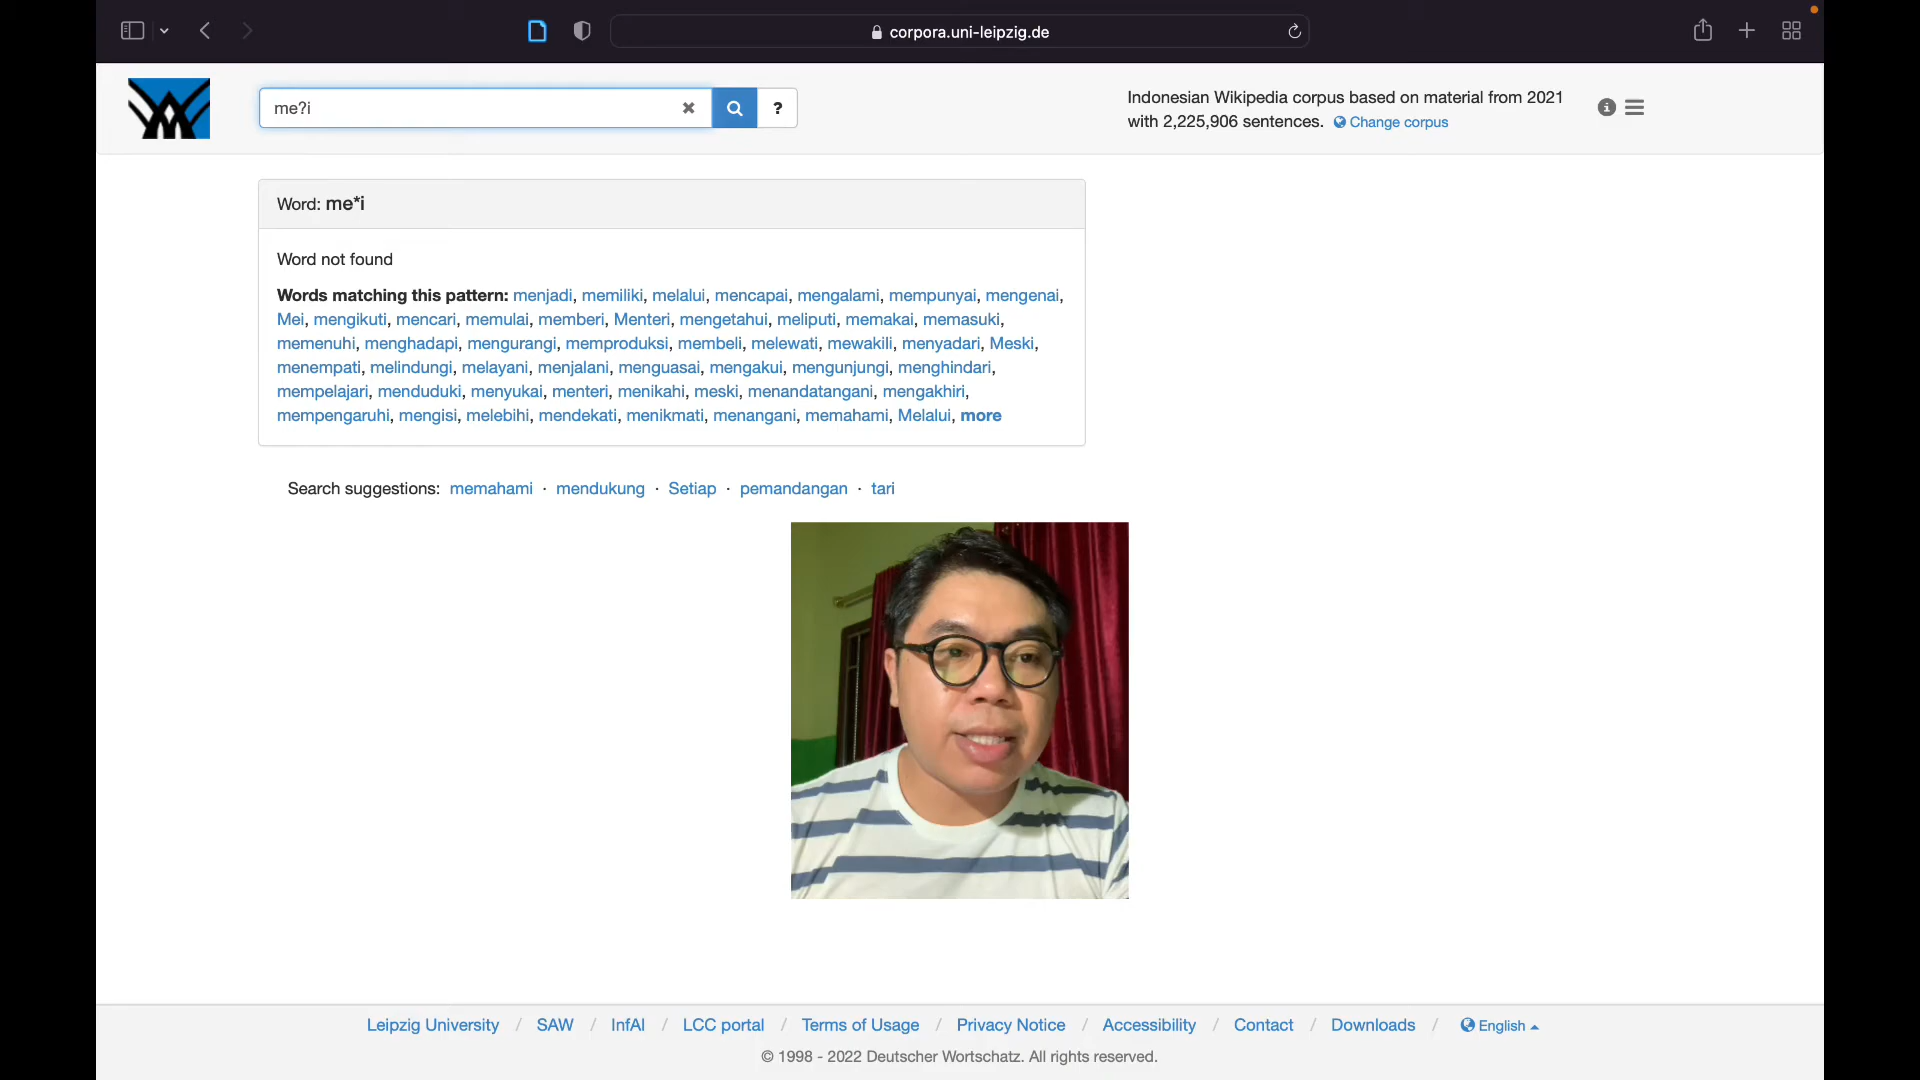 corpora.uni-leipzig.de
me?i
?
Indonesian Wikipedia corpus based on material from 2021
with 2,225,906 sentences. Change corpus
Word: me*i
Word not found
Words matching this pattern: menjadi, memiliki, melalui, mencapai, mengalami, mempunyai, mengenai,
Mei, mengikuti, mencari, memulai, memberi, Menteri, mengetahui, meliputi, memakai, memasuki,
memenuhi, menghadapi, mengurangi, memproduksi, membeli, melewati, mewakili, menyadari, Meski,
menempati, melindungi, melayani, menjalani, menguasai, mengakui, mengunjungi, menghindari,
mempelajari, menduduki, menyukai, menteri, menikahi, meski, menandatangani, mengakhiri,
mempengaruhi, mengisi, melebihi, mendekati, menikmati, menangani, memahami, Melalui, more
Search suggestions: memahami · mendukung · Setiap · pemandangan · tari
Leipzig University / SAW / InfAI / LCC portal / Terms of Usage / Privacy Notice / Accessibility / Contact / Downloads / English
© 1998 - 2022 Deutscher Wortschatz. All rights reserved.